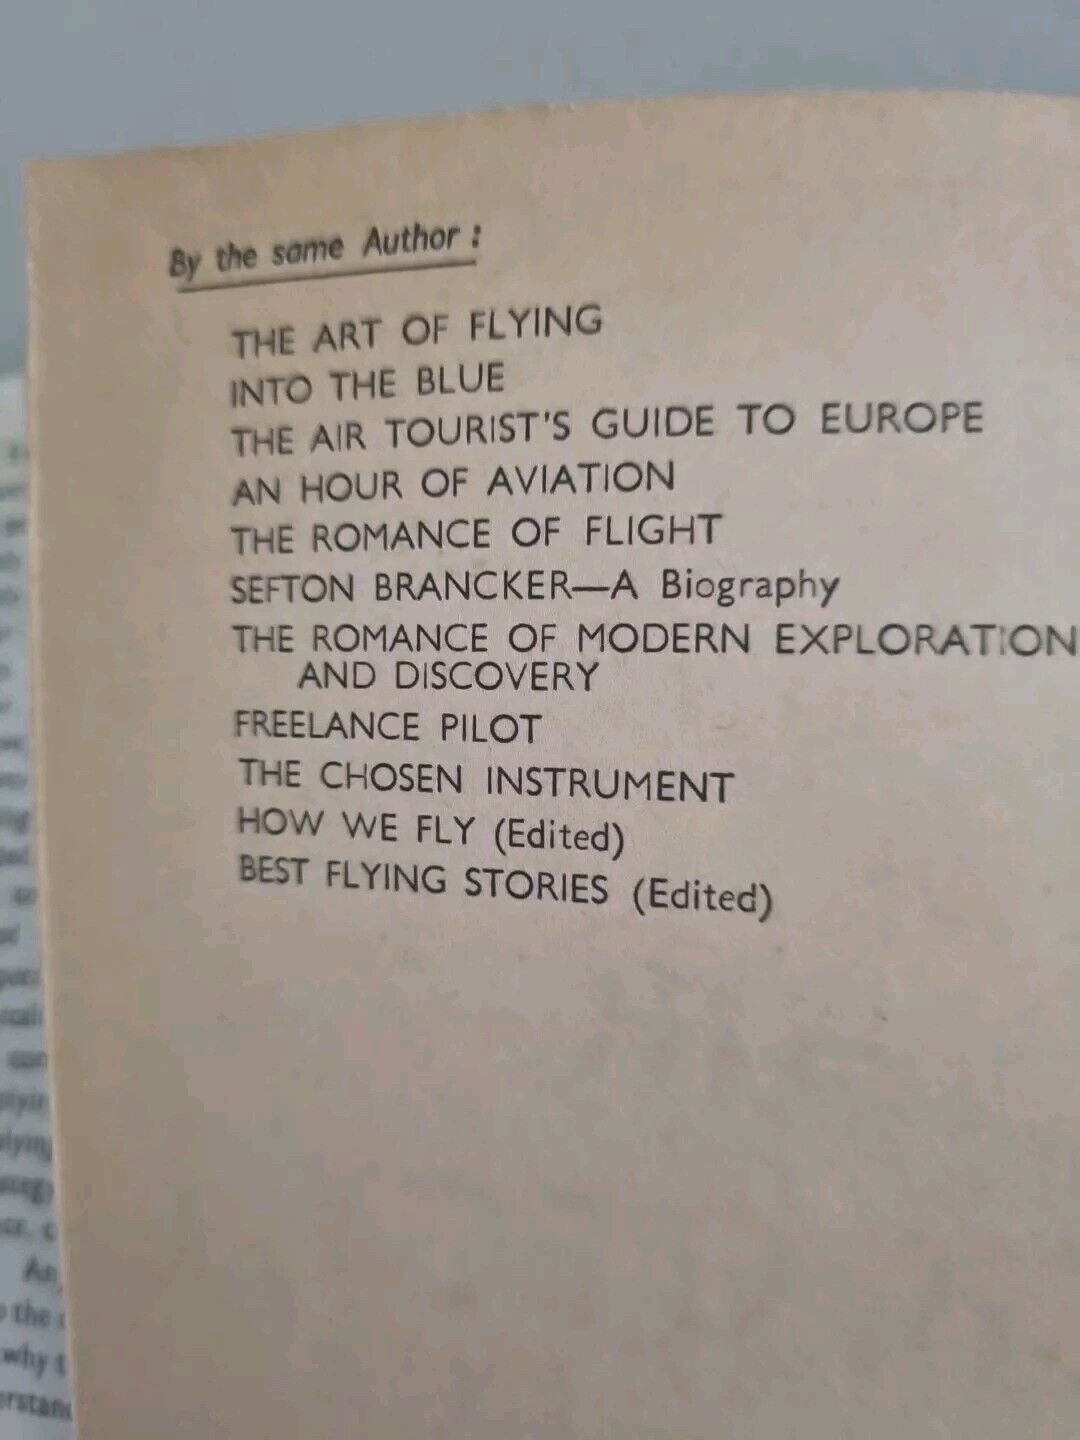 By the same Author :
THE ART OF FLYING
INTO THE BLUE
THE AIR TOURIST'S GUIDE TO EUROPE
AN HOUR OF AVIATION
THE ROMANCE OF FLIGHT
SEFTON BRANCKER—A Biography
THE ROMANCE OF MODERN EXPLORATION
AND DISCOVERY
FREELANCE PILOT
THE CHOSEN INSTRUMENT
HOW WE FLY (Edited)
BEST FLYING STORIES (Edited)
the
why